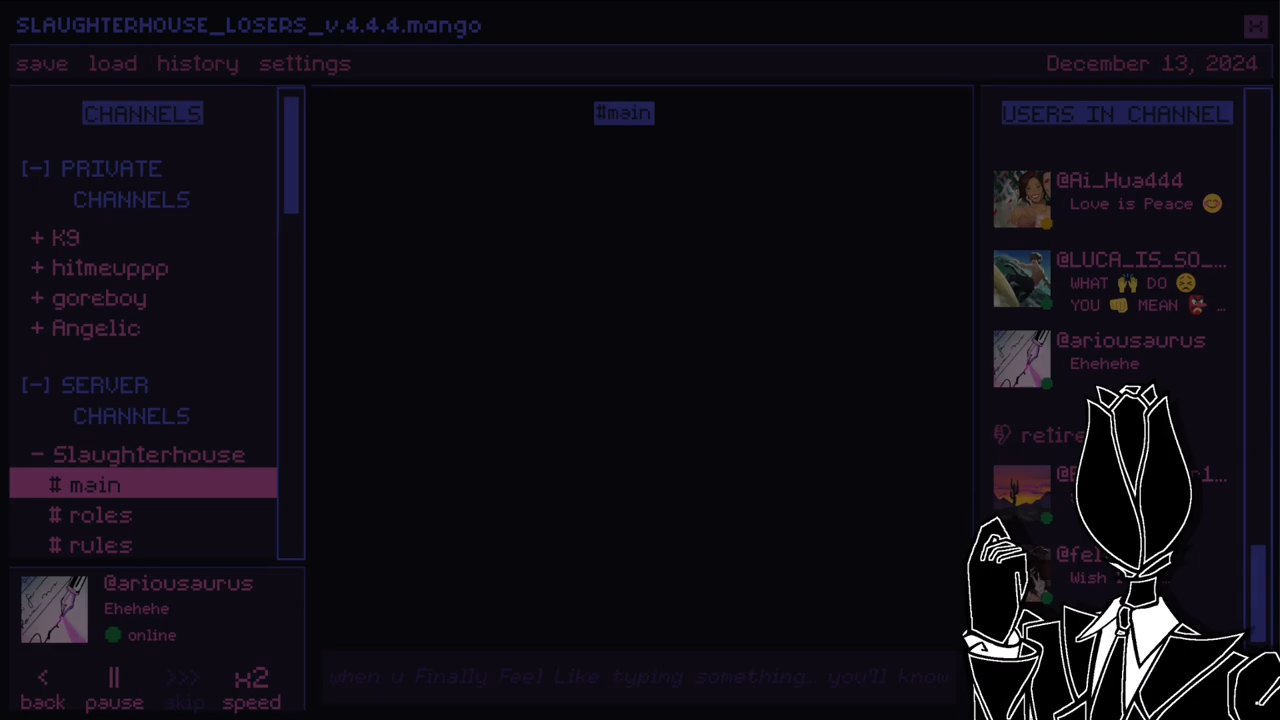 SLAUGHTERHOUSE_LOSERS_v.4.4.4.mango
X
save load history settings
December 13, 2024
CHANNELS
[-] PRIVATE
CHANNELS
+ K9
+ hitmeuppp
+ goreboy
+ Angelic
[-] SERVER
CHANNELS
- Slaughterhouse
# main
# roles
# rules
@ariousaurus
Ehehehe
online
< || >>> x2
back pause skip speed
#main
when u Finally Feel Like typing something… you'll know
USERS IN CHANNEL
@Ai_Hua444
Love is Peace 😊
@LUCA_IS_SO_...
WHAT 🙌 DO 😣
YOU 👊 MEAN 👺 ...
@ariousaurus
Ehehehe
Wish